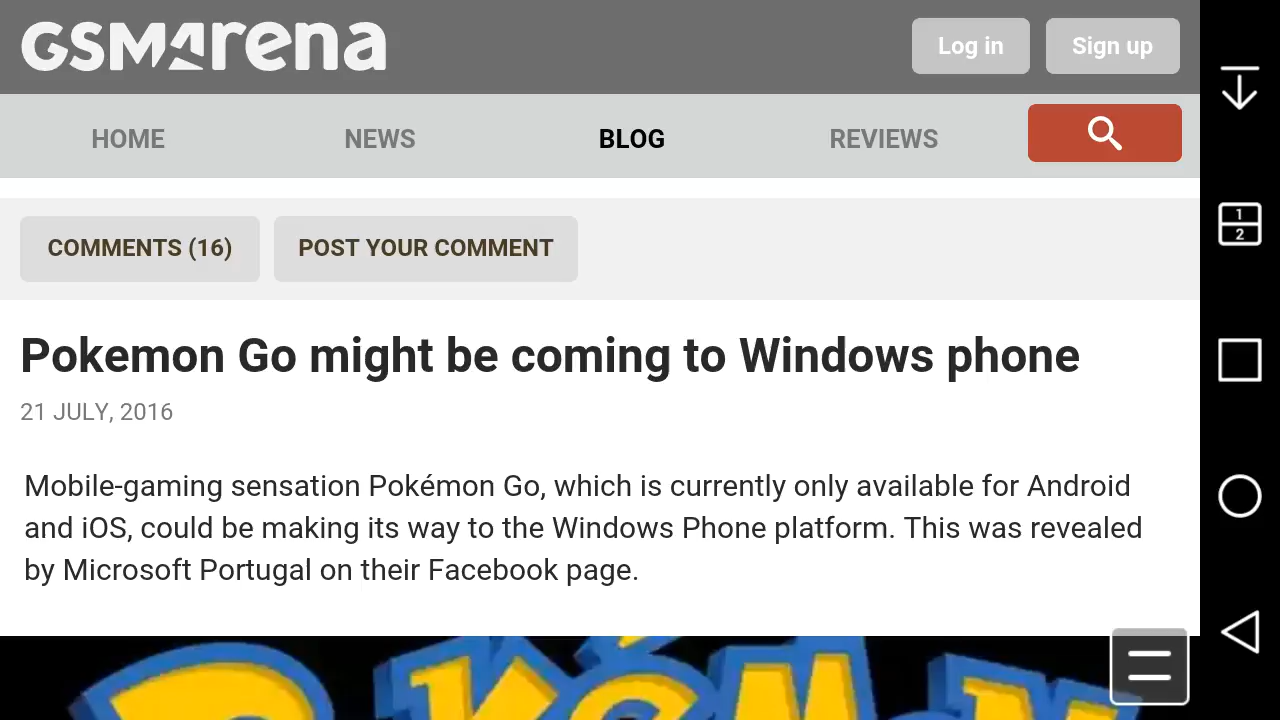 GSMArena
Log in
Sign up
HOME
NEWS
BLOG
REVIEWS
COMMENTS (16)
POST YOUR COMMENT
Pokemon Go might be coming to Windows phone
21 JULY, 2016
Mobile-gaming sensation Pokémon Go, which is currently only available for Android
and iOS, could be making its way to the Windows Phone platform. This was revealed
by Microsoft Portugal on their Facebook page.
POKéMON
1
2